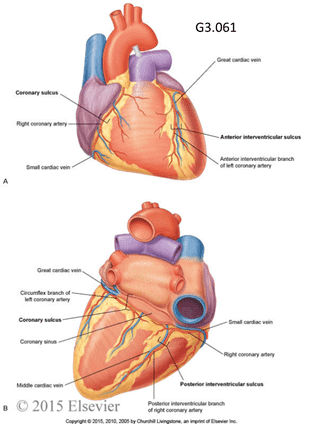 G3.061
Great cardiac vein
Coronary sulcus
Right coronary artery
Anterior interventricular sulcus
Small cardiac vein
Anterior interventricular branch
of left coronary artery
A
Great cardiac vein
Circumflex branch of
left coronary artery
Coronary sulcus
Small cardiac vein
Coronary sinus
Right coronary artery
Middle cardiac vein
Posterior interventricular sulcus
Posterior interventricular branch
of right coronary artery
B
© 2015 Elsevier
Copyright © 2015, 2010, 2005 by Churchill Livingstone, an imprint of Elsevier Inc.